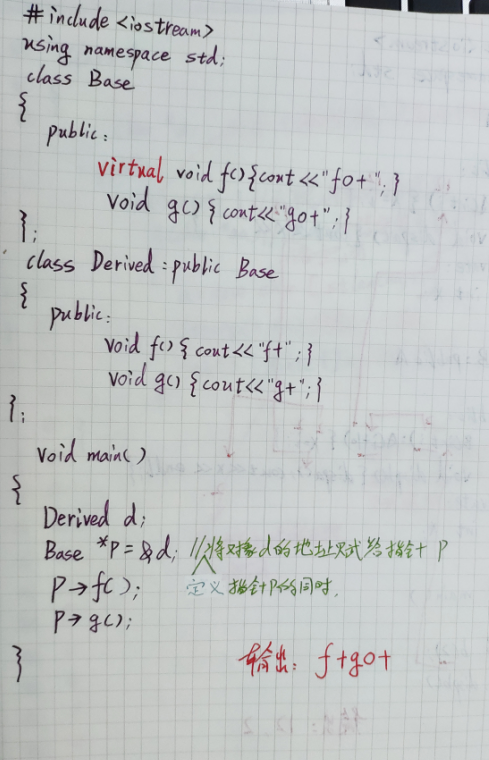 #include <iostream>
using namespace std;
class Base
{
public:
virtual void f(){cout<<"f0+";}
void g(){cout<<"g0+";}
};
class Derived:public Base
{
public:
void f(){cout<<"f+";}
void g(){cout<<"g+";}
};
void main()
{
Derived d;
Base *P=&d; //将对象d的地址赋给指针P
P→f(); 定义指针P的同时,
P→g();
}
输出: f+g0+